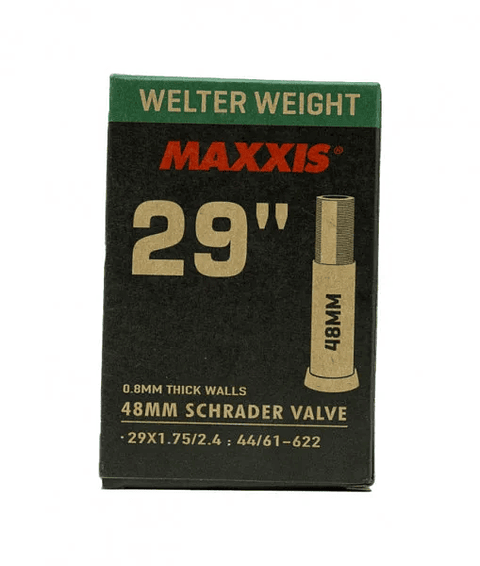 WELTER WEIGHT
MAXXIS®
29"
48MM
0.8MM THICK WALLS
48MM SCHRADER VALVE
·29X1.75/2.4 : 44/61-622